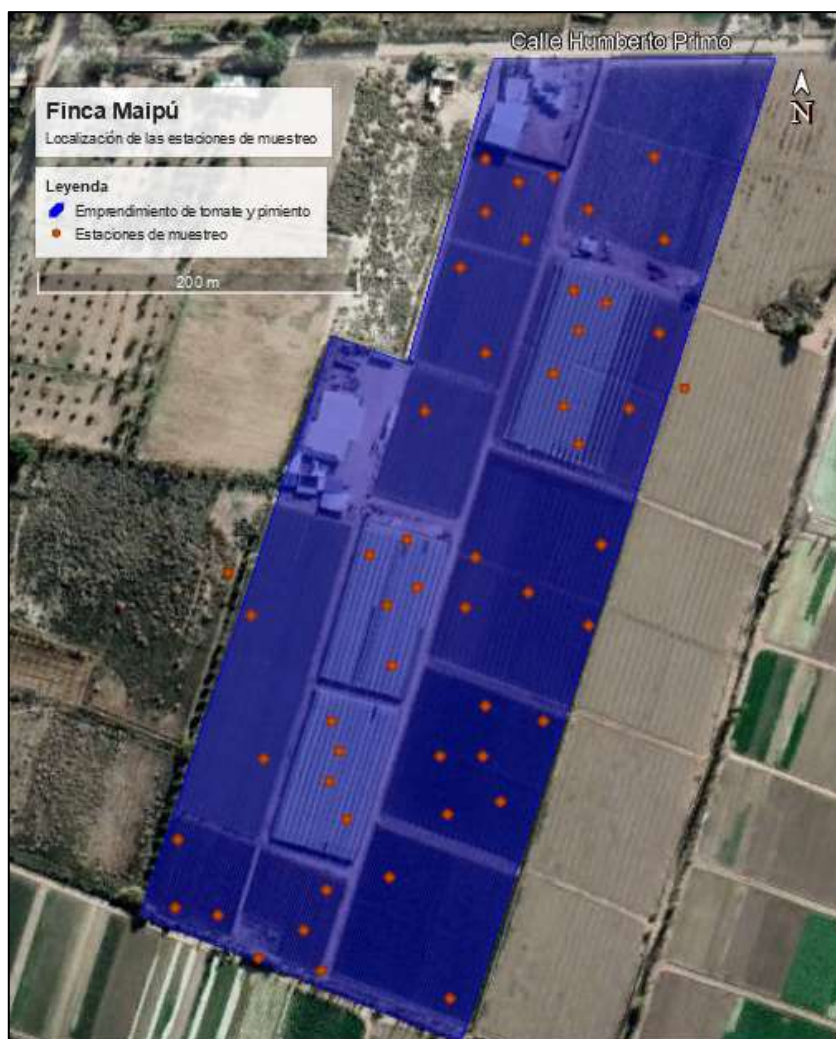 Calle Humberto Primo
N
Finca Maipú
Localización de las estaciones de muestreo
Leyenda
Emprendimiento de tomate y pimiento
Estaciones de muestreo
200 m